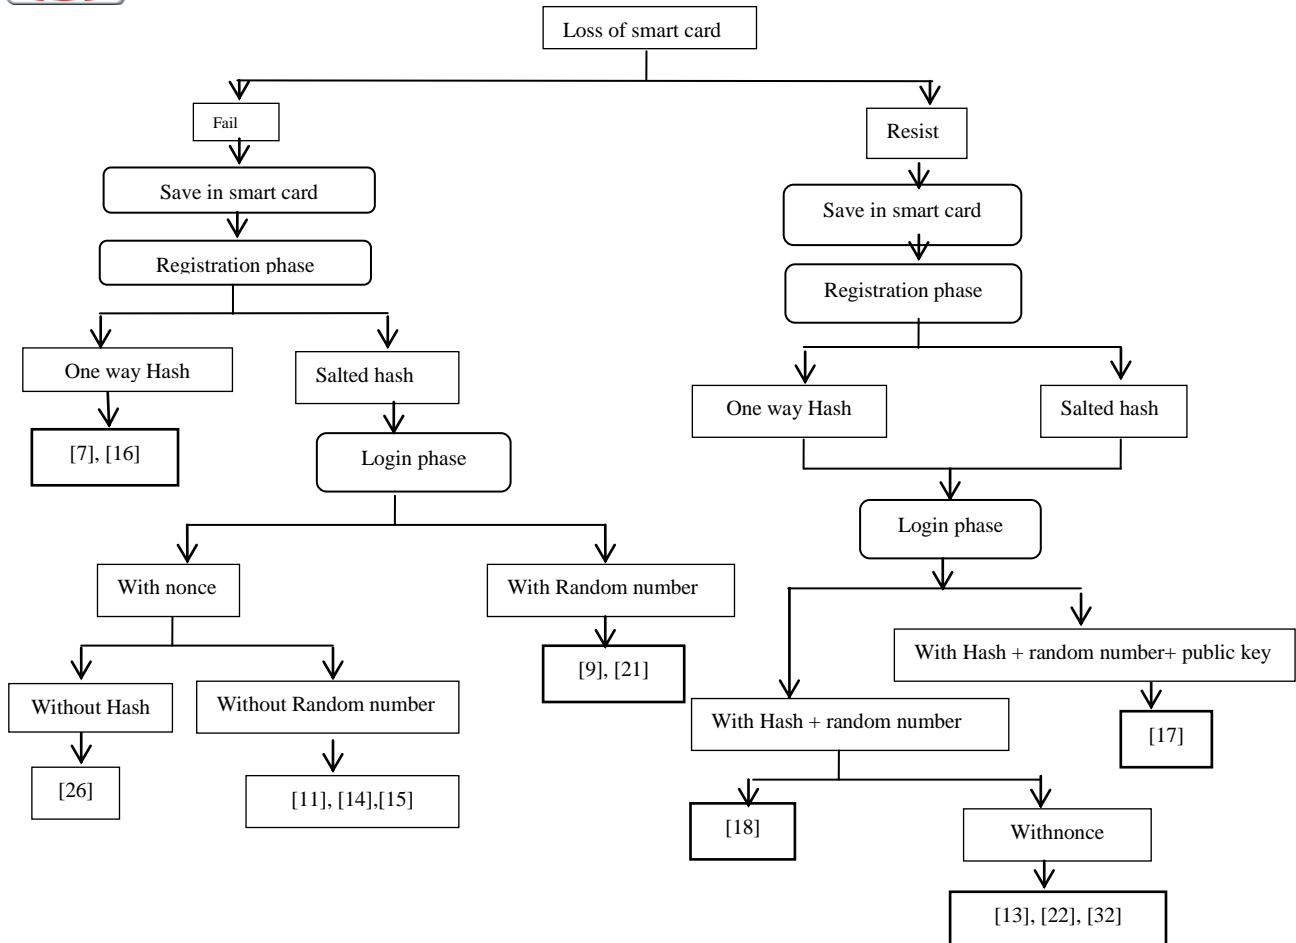 Loss of smart card
Fail
Resist
Save in smart card
Save in smart card
Registration phase
Registration phase
One way Hash
Salted hash
One way Hash
Salted hash
[7], [16]
Login phase
Login phase
With nonce
With Random number
With Hash + random number+ public key
[9], [21]
Without Hash
Without Random number
With Hash + random number
[17]
[26]
[11], [14],[15]
[18]
Withnonce
[13], [22], [32]